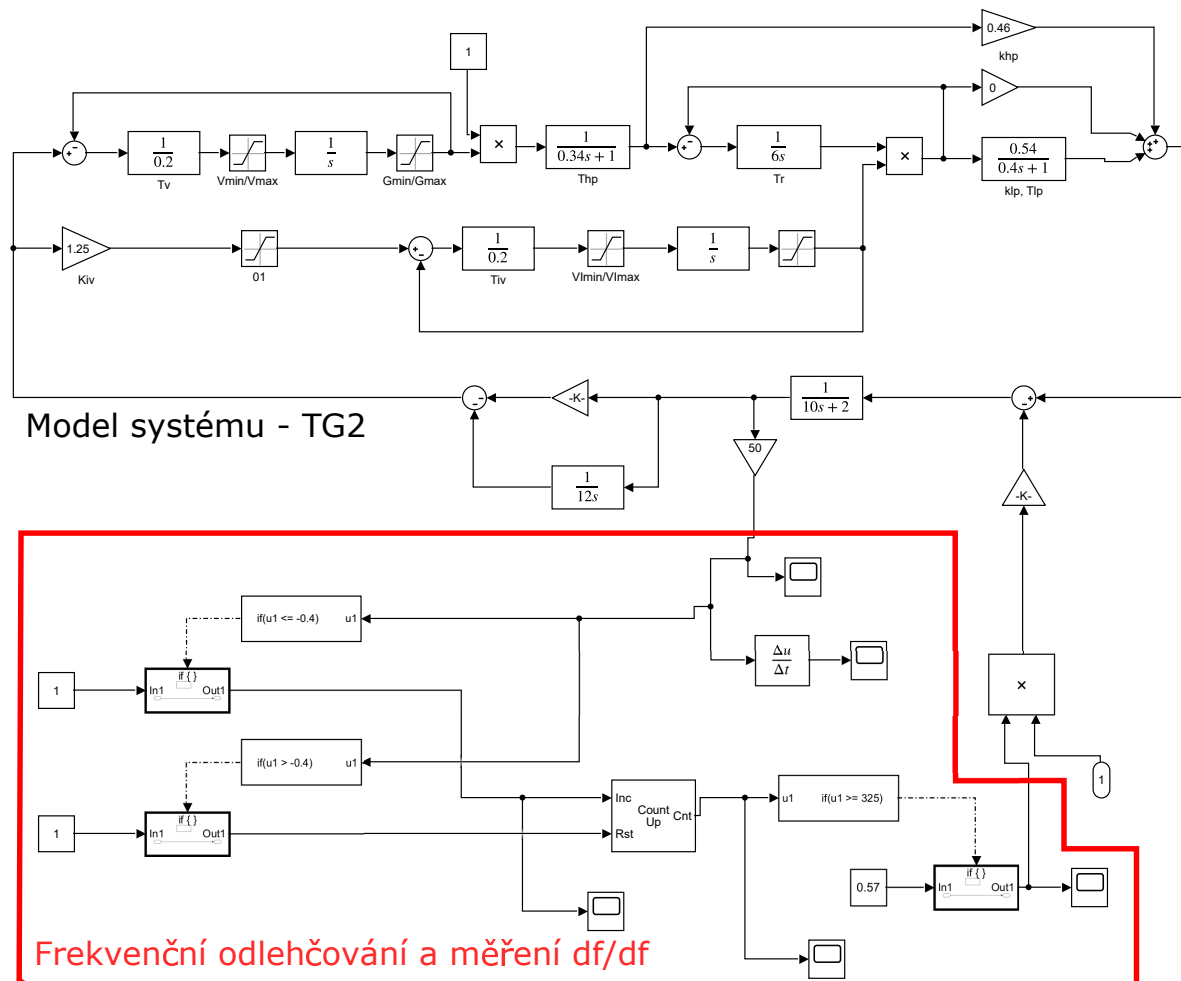 0.46
khp
1
0
+
-
1
0.2
Tv
Vmin/Vmax
1
s
Gmin/Gmax
×
1
0.34s + 1
Thp
+
-
1
6s
Tr
×
0.54
0.4s + 1
klp, Tlp
+
+
+
1.25
Kiv
01
+
-
1
0.2
Tiv
VImin/VImax
1
s
Model systému - TG2
-
-
-K-
1
10s + 2
-
+
50
1
12s
-K-
if(u1 <= -0.4) u1
Δu
Δt
1
if { }
In1 Out1
×
if(u1 > -0.4) u1
1
1
if { }
In1 Out1
Inc
Count
Up
Cnt
Rst
u1 if(u1 >= 325)
0.57
if { }
In1 Out1
Frekvenční odlehčování a měření df/df